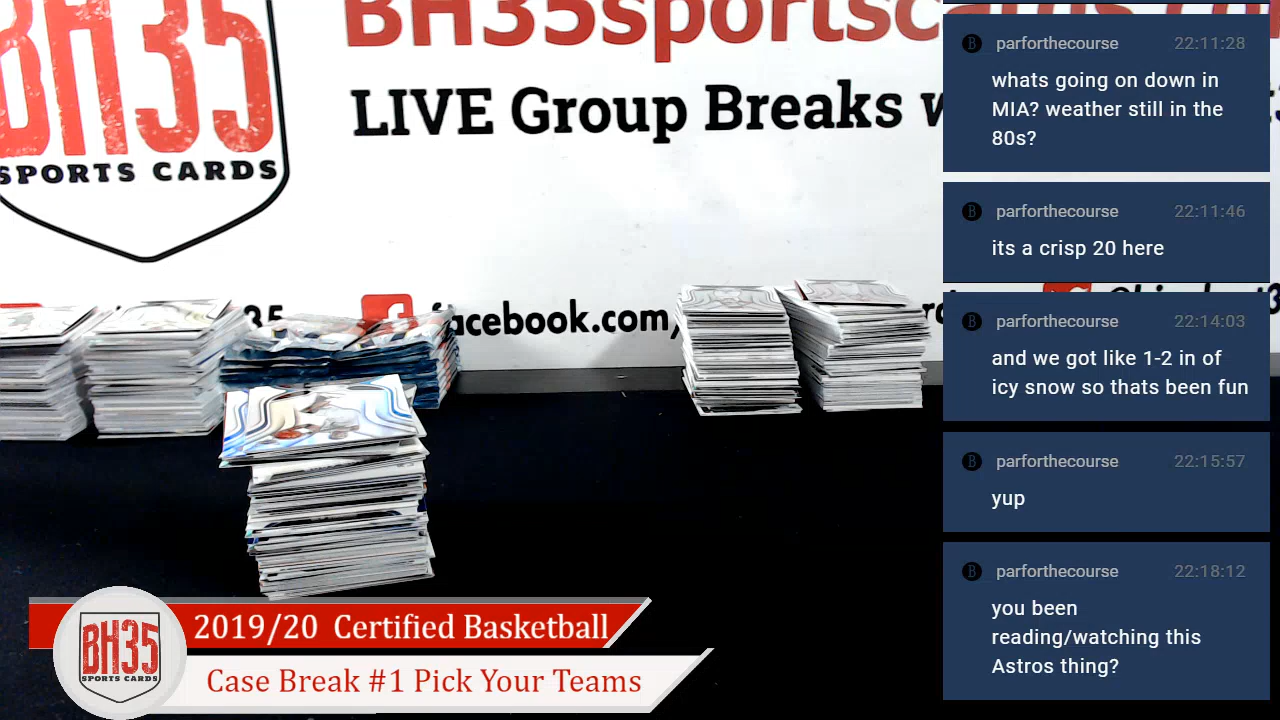 BH35
SPORTS CARDS
BH35sportscards.com
LIVE Group Breaks
35
facebook.com/
whats going on down in
MIA? weather still in the
80s?
parforthecourse 22:11:28
parforthecourse 22:11:46
its a crisp 20 here
parforthecourse 22:14:03
and we got like 1-2 in of
icy snow so thats been fun
parforthecourse 22:15:57
yup
parforthecourse 22:18:12
you been
reading/watching this
Astros thing?
2019/20 Certified Basketball
Case Break #1 Pick Your Teams
BH35
SPORTS CARDS